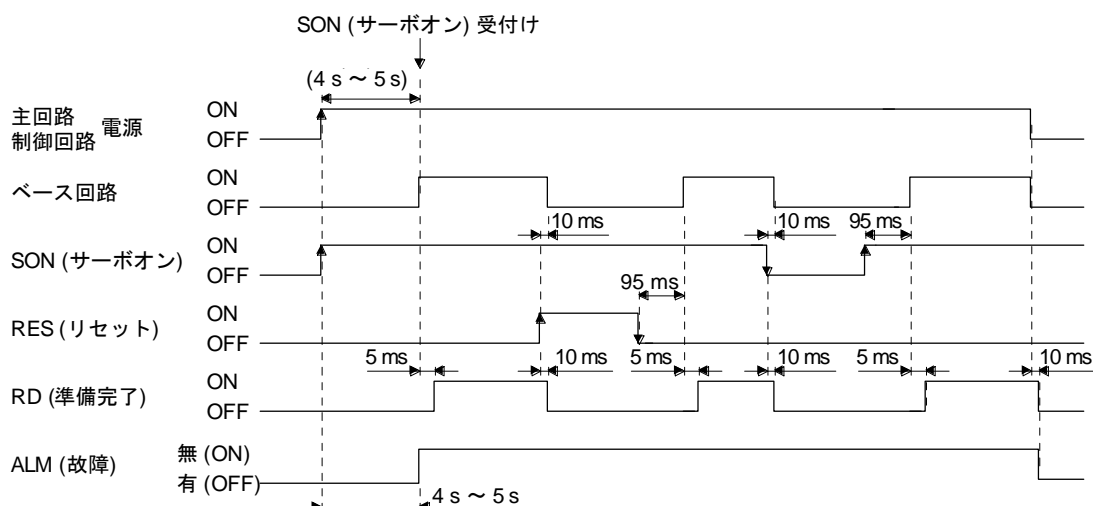 SON (サーボオン) 受付け
(4 s ～ 5 s)
主回路
制御回路
電源
ON
OFF
ベース回路
ON
OFF
10 ms
10 ms
95 ms
SON (サーボオン)
ON
OFF
95 ms
RES (リセット)
ON
OFF
5 ms
10 ms
5 ms
10 ms
5 ms
10 ms
RD (準備完了)
ON
OFF
ALM (故障)
無 (ON)
有 (OFF)
4 s ～ 5 s